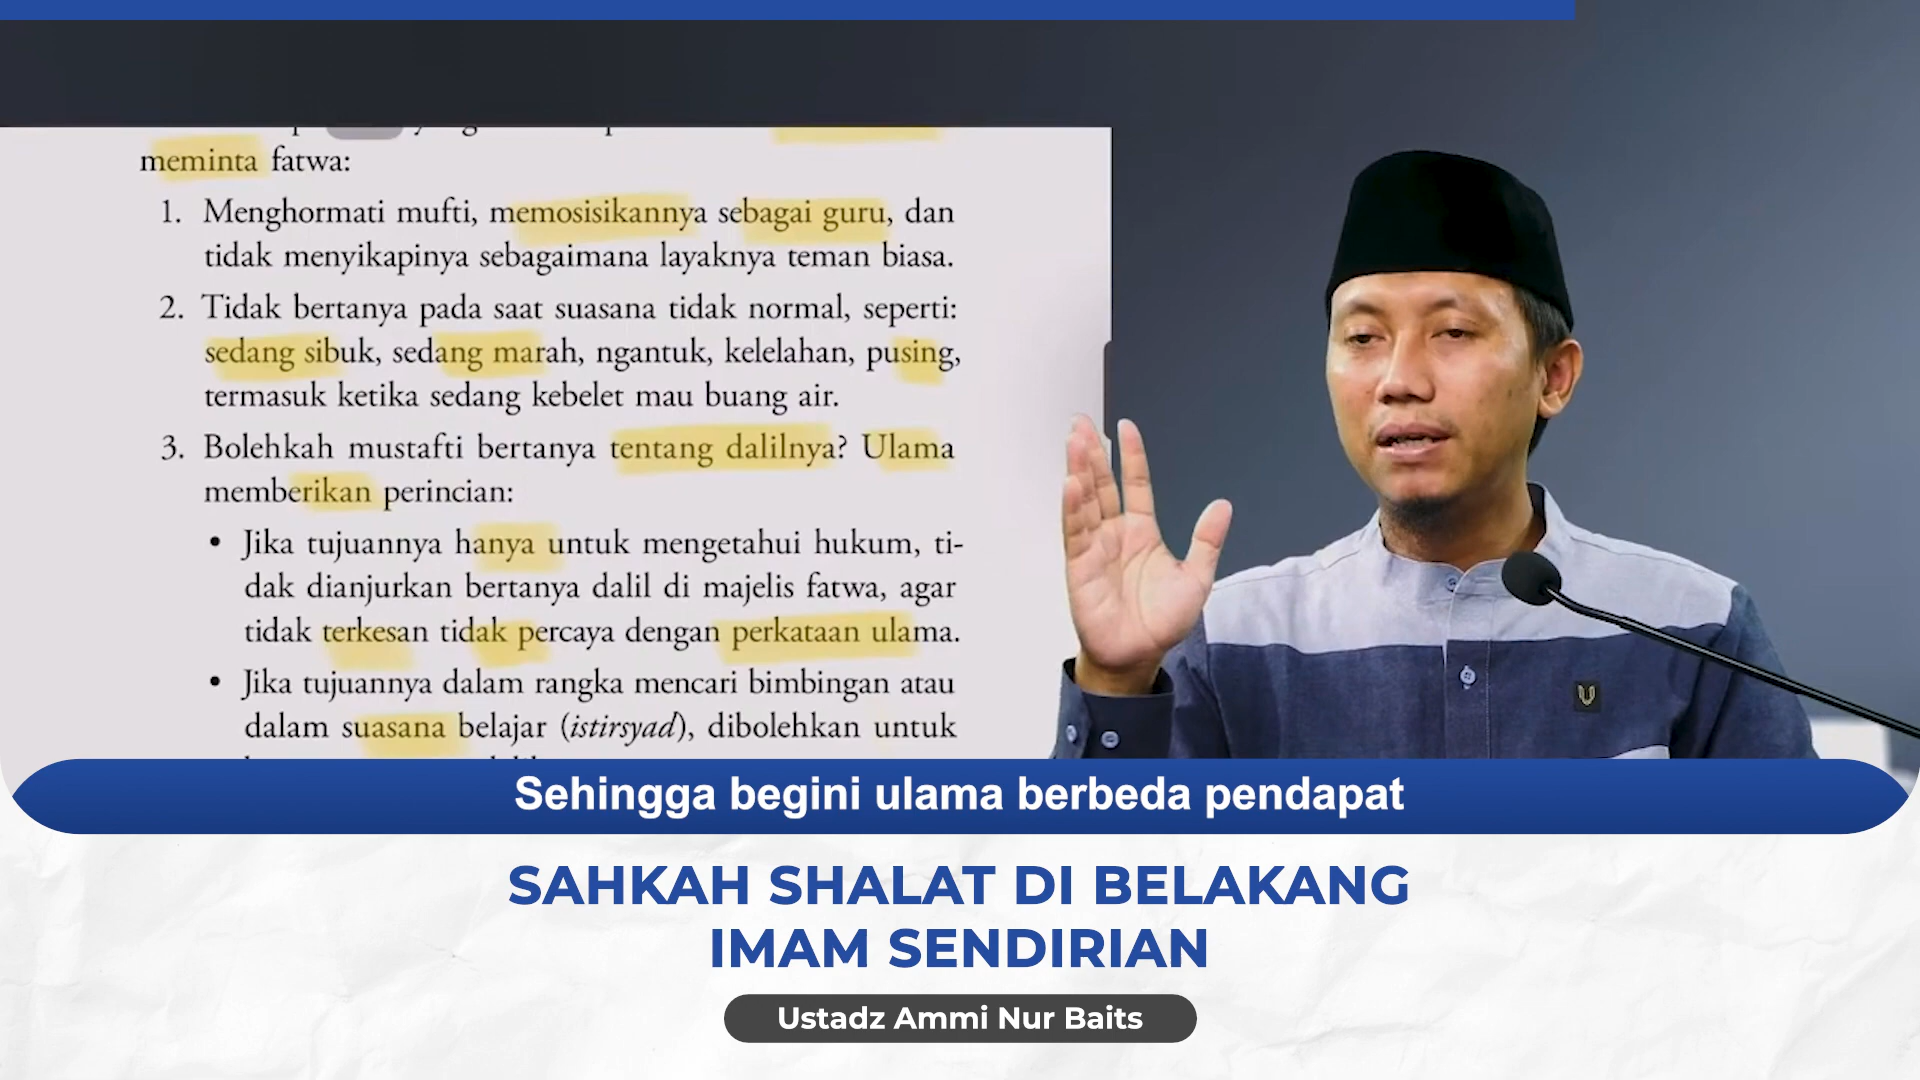 meminta fatwa:
1. Menghormati mufti, memosisikannya sebagai guru, dan
tidak menyikapinya sebagaimana layaknya teman biasa.
2. Tidak bertanya pada saat suasana tidak normal, seperti:
sedang sibuk, sedang marah, ngantuk, kelelahan, pusing,
termasuk ketika sedang kebelet mau buang air.
3. Bolehkah mustafti bertanya tentang dalilnya? Ulama
memberikan perincian:
• Jika tujuannya hanya untuk mengetahui hukum, ti-
dak dianjurkan bertanya dalil di majelis fatwa, agar
tidak terkesan tidak percaya dengan perkataan ulama.
• Jika tujuannya dalam rangka mencari bimbingan atau
dalam suasana belajar (istirsyad), dibolehkan untuk
Sehingga begini ulama berbeda pendapat
SAHKAH SHALAT DI BELAKANG
IMAM SENDIRIAN
Ustadz Ammi Nur Baits